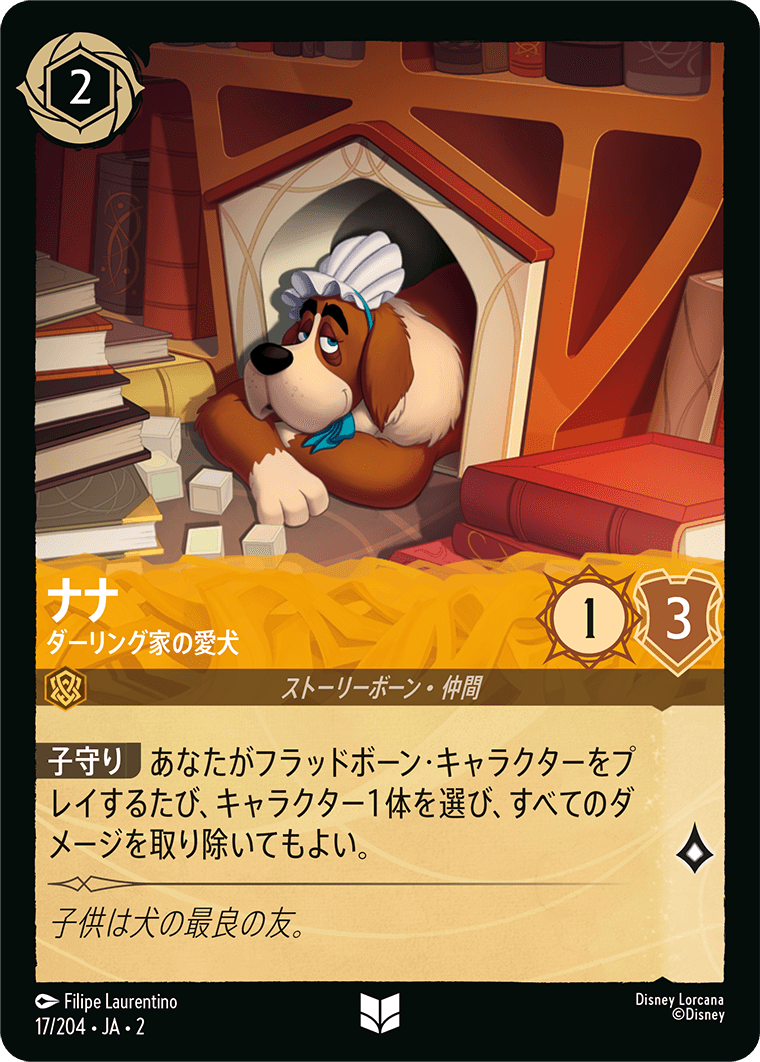 2
ナナ
ダーリング家の愛犬
1
3
ストーリーボーン・仲間
子守り あなたがフラッドボーン・キャラクターをプ
レイするたび、キャラクター1体を選び、すべてのダ
メージを取り除いてもよい。
子供は犬の最良の友。
Filipe Laurentino
17/204・JA・2
Disney Lorcana
©Disney